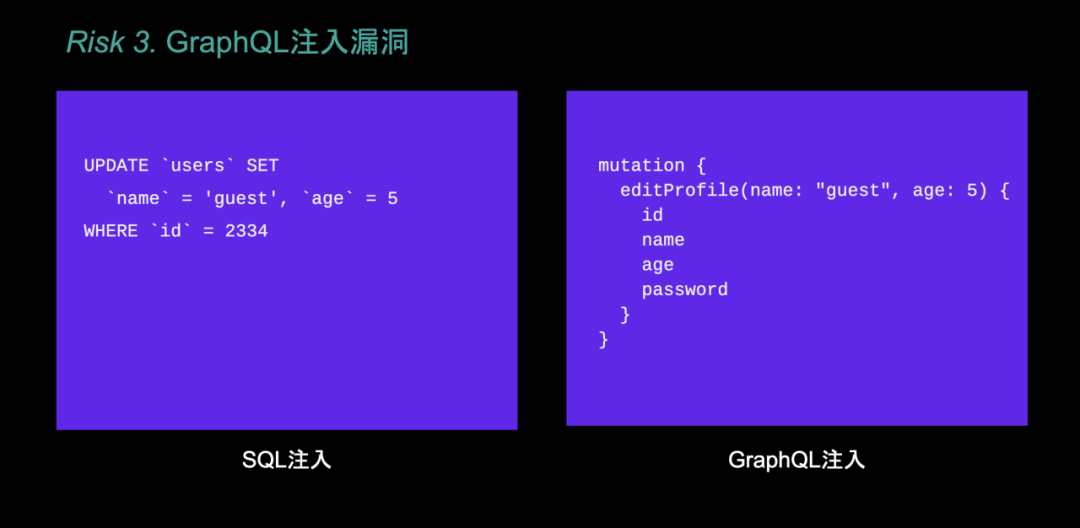 Risk 3. GraphQL注入漏洞
UPDATE `users` SET
`name` = 'guest', `age` = 5
WHERE `id` = 2334
SQL注入
mutation {
editProfile(name: "guest", age: 5) {
id
name
age
password
}
}
GraphQL注入